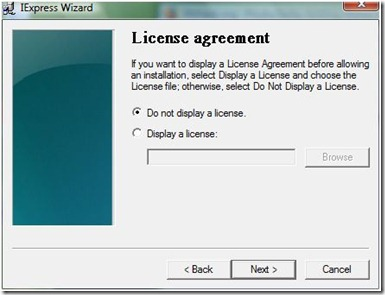 IExpress Wizard
License agreement
If you want to display a License Agreement before allowing
an installation, select Display a License and choose the
License file; otherwise, select Do Not Display a License.
Do not display a license.
Display a license:
Browse
< Back
Next >
Cancel